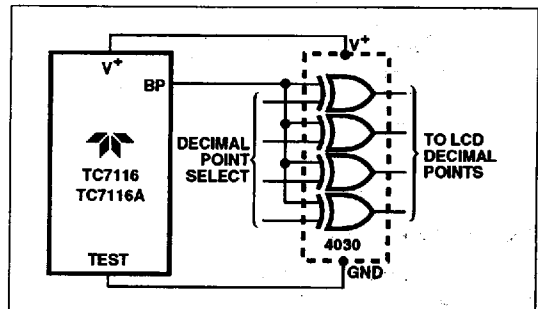 V+
V+
BP
DECIMAL
POINT
SELECT
TC7116
TC7116A
TO LCD
DECIMAL
POINTS
TEST
4030
GND